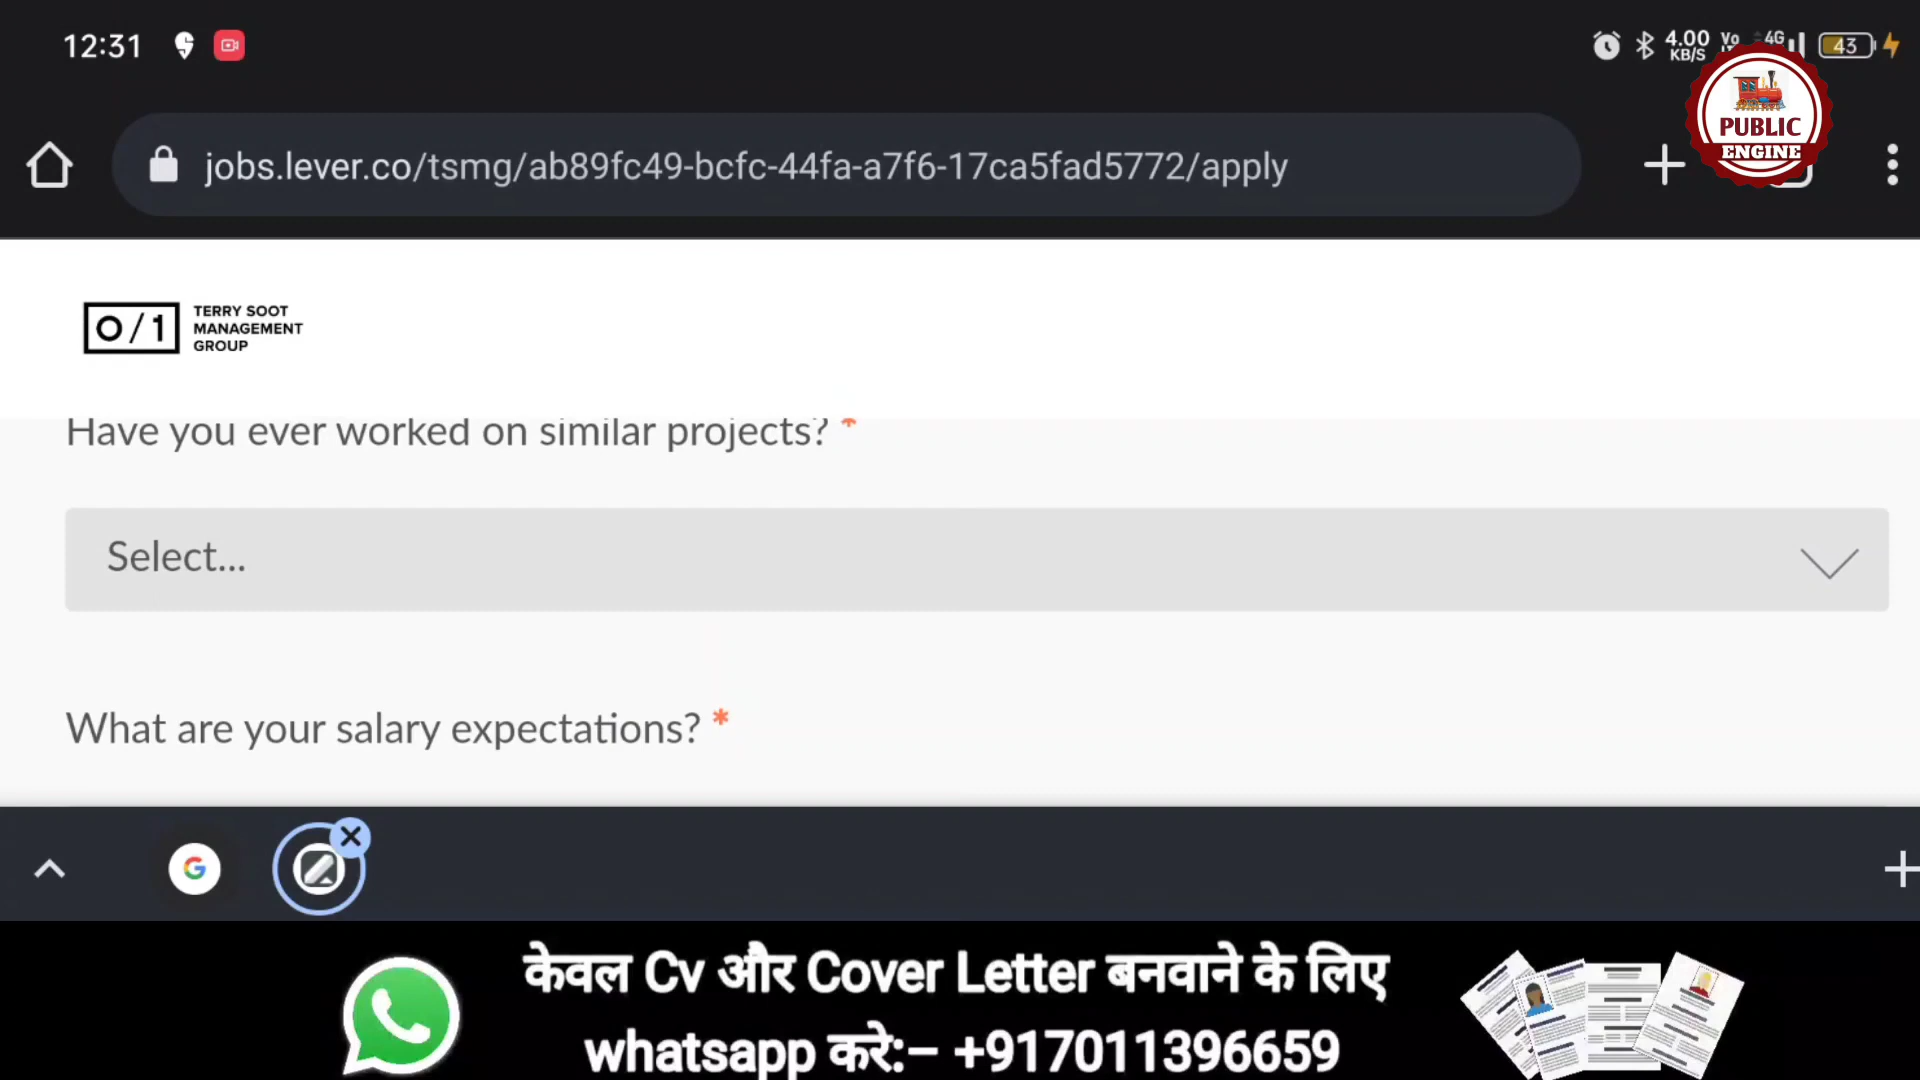 12:31
4.00
KB/S
Vo
4G
43
PUBLIC
ENGINE
jobs.lever.co/tsmg/ab89fc49-bcfc-44fa-a7f6-17ca5fad5772/apply
0/1
TERRY SOOT
MANAGEMENT
GROUP
Have you ever worked on similar projects? *
Select...
What are your salary expectations? *
केवल Cv और Cover Letter बनवाने के लिए
whatsapp करे:– +917011396659